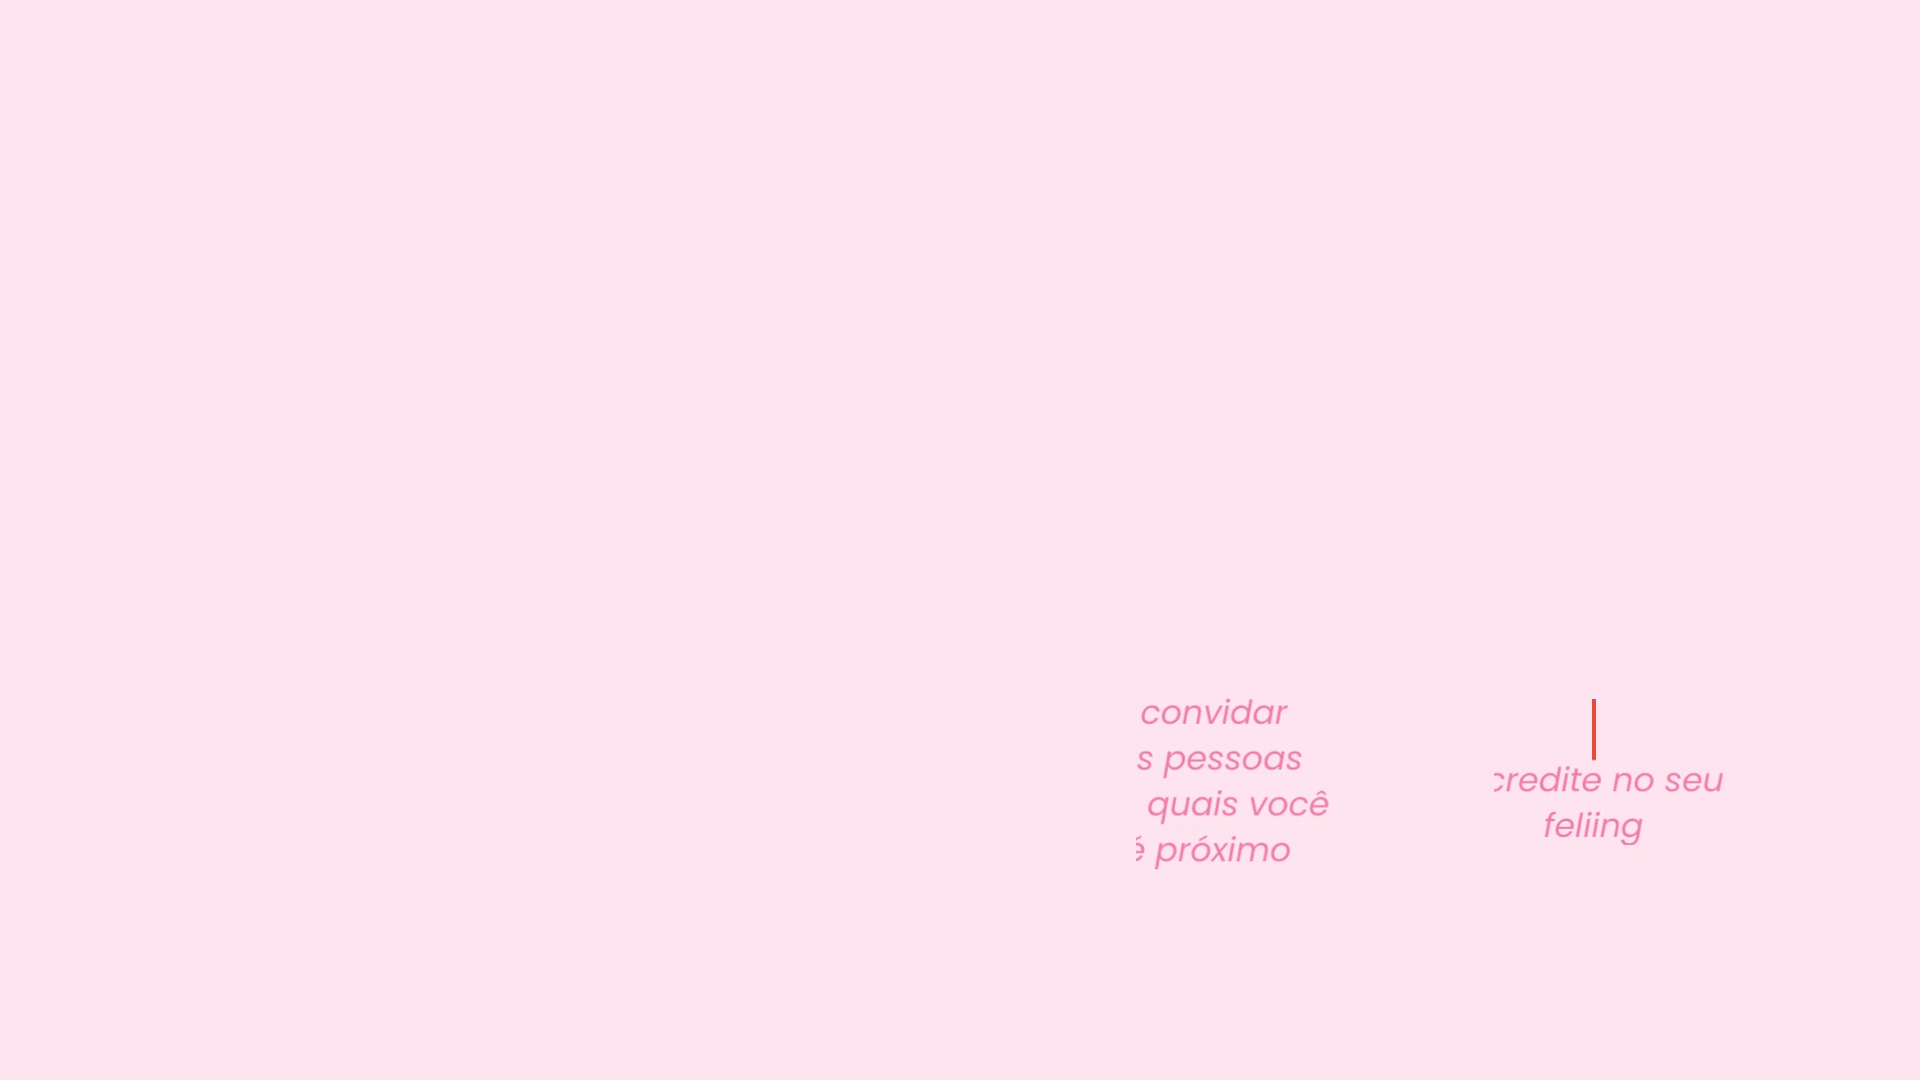 convidar
s pessoas
quais você
é próximo
credite no seu
feliing